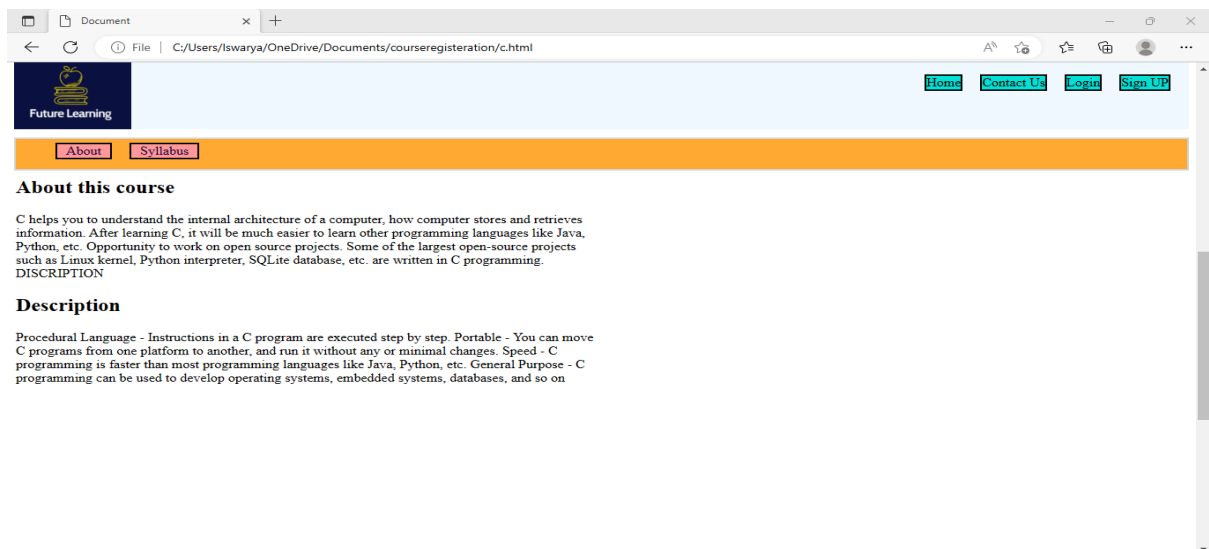 Document
File
C:/Users/Iswarya/OneDrive/Documents/courseregisteration/c.html
Future Learning
Home Contact Us Login Sign UP
About Syllabus
About this course
C helps you to understand the internal architecture of a computer, how computer stores and retrieves
information. After learning C, it will be much easier to learn other programming languages like Java,
Python, etc. Opportunity to work on open source projects. Some of the largest open-source projects
such as Linux kernel, Python interpreter, SQLite database, etc. are written in C programming.
DISCRIPTION
Description
Procedural Language - Instructions in a C program are executed step by step. Portable - You can move
C programs from one platform to another, and run it without any or minimal changes. Speed - C
programming is faster than most programming languages like Java, Python, etc. General Purpose - C
programming can be used to develop operating systems, embedded systems, databases, and so on